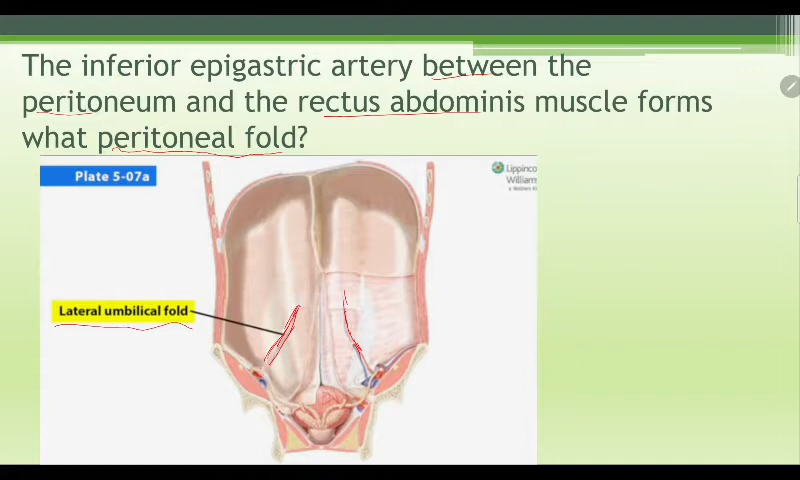 The inferior epigastric artery between the
peritoneum and the rectus abdominis muscle forms
what peritoneal fold?
Plate 5-07a
Lippinco
Williams
Lateral umbilical fold